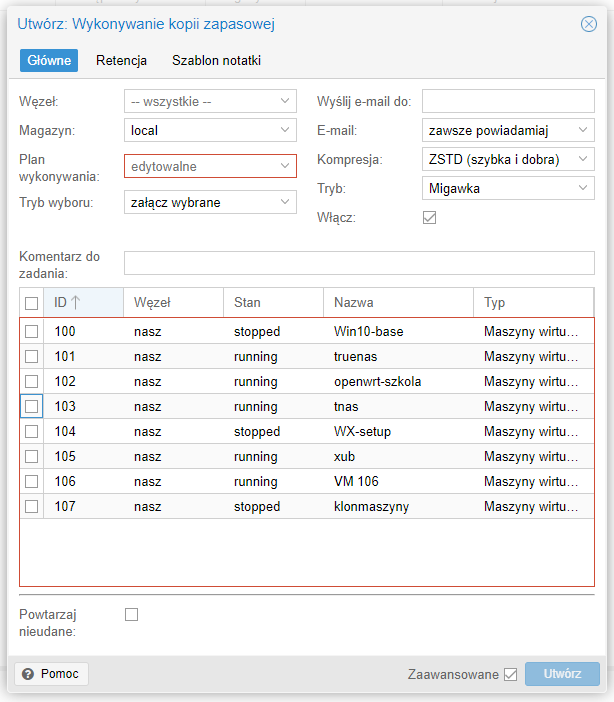 Utwórz: Wykonywanie kopii zapasowej
Główne Retencja Szablon notatki
Węzeł: -- wszystkie -- Wyślij e-mail do:
Magazyn: local E-mail: zawsze powiadamiaj
Plan wykonywania: edytowalne Kompresja: ZSTD (szybka i dobra)
Tryb: Migawka
Tryb wyboru: załącz wybrane Włącz:
Komentarz do
zadania:
ID Węzeł Stan Nazwa Typ
100 nasz stopped Win10-base Maszyny wirtu...
101 nasz running truenas Maszyny wirtu...
102 nasz running openwrt-szkola Maszyny wirtu...
103 nasz running tnas Maszyny wirtu...
104 nasz stopped WX-setup Maszyny wirtu...
105 nasz running xub Maszyny wirtu...
106 nasz running VM 106 Maszyny wirtu...
107 nasz stopped klonmaszyny Maszyny wirtu...
Powtarzaj
nieudane:
Pomoc Zaawansowane Utwórz